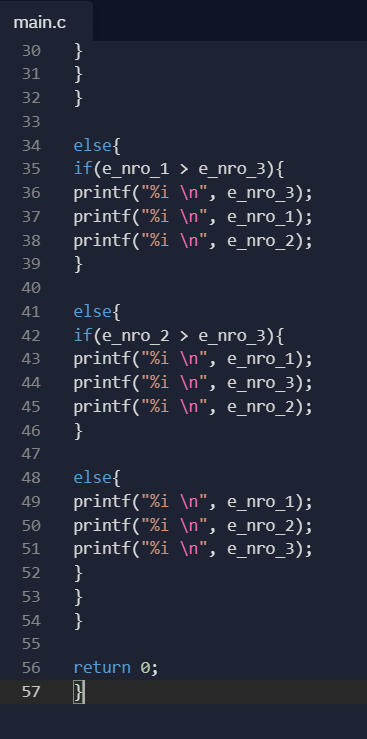 main.c
30 }
31 }
32 }
33
34 else{
35 if(e_nro_1 > e_nro_3){
36 printf("%i \n", e_nro_3);
37 printf("%i \n", e_nro_1);
38 printf("%i \n", e_nro_2);
39 }
40
41 else{
42 if(e_nro_2 > e_nro_3){
43 printf("%i \n", e_nro_1);
44 printf("%i \n", e_nro_3);
45 printf("%i \n", e_nro_2);
46 }
47
48 else{
49 printf("%i \n", e_nro_1);
50 printf("%i \n", e_nro_2);
51 printf("%i \n", e_nro_3);
52 }
53 }
54 }
55
56 return 0;
57 }